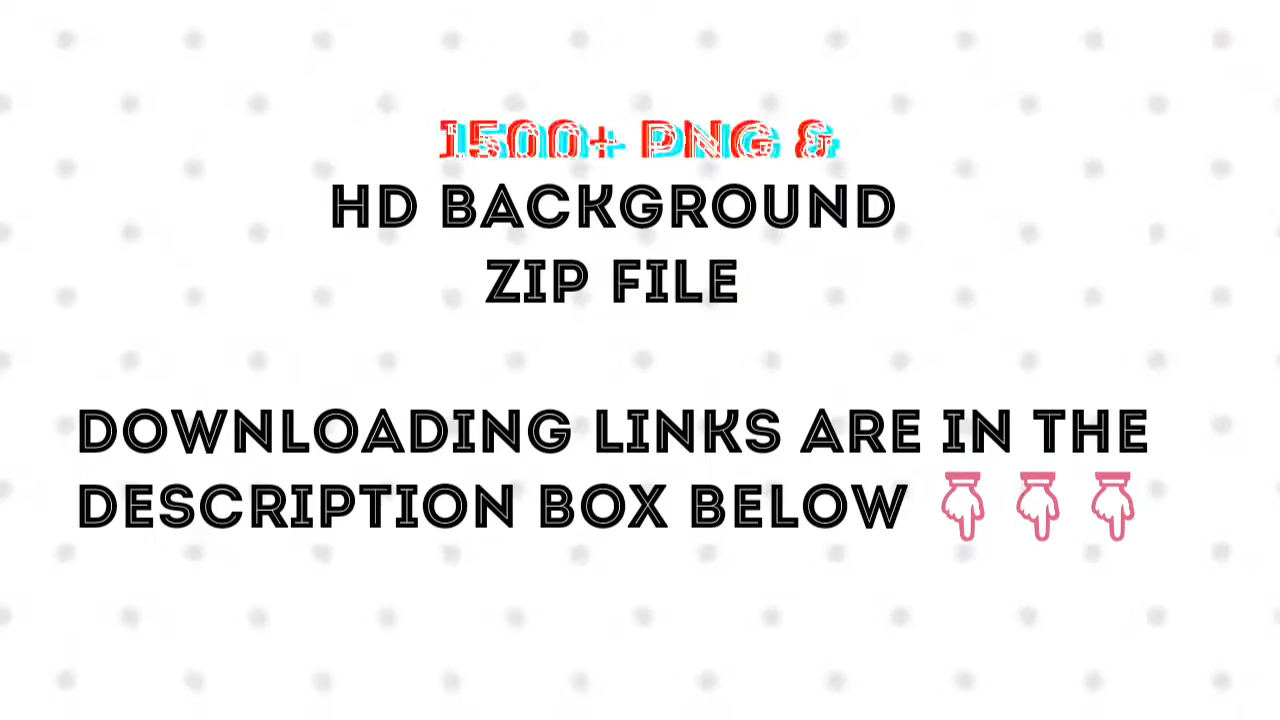 1500+ PNG &
HD BACKGROUND
ZIP FILE
DOWNLOADING LINKS ARE IN THE
DESCRIPTION BOX BELOW 👇 👇 👇